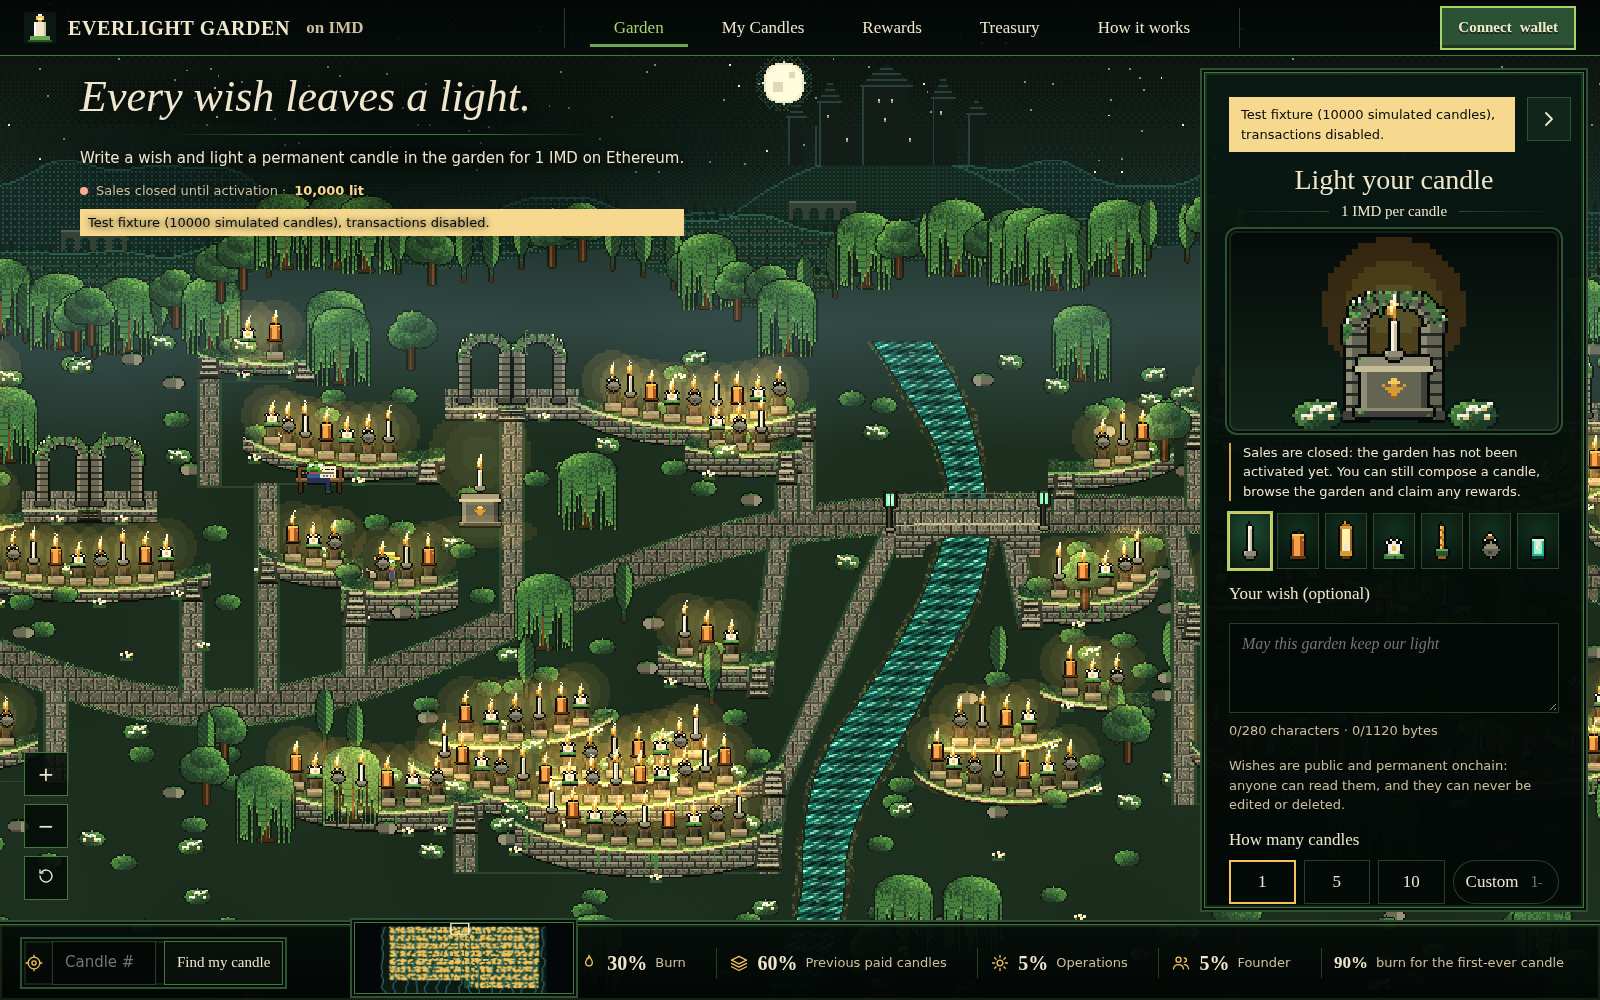 EVERLIGHT GARDEN on IMD
Garden
My Candles
Rewards
Treasury
How it works
Connect wallet
Every wish leaves a light.
Write a wish and light a permanent candle in the garden for 1 IMD on Ethereum.
Sales closed until activation · 10,000 lit
Test fixture (10000 simulated candles), transactions disabled.
Test fixture (10000 simulated candles),
transactions disabled.
Light your candle
1 IMD per candle
Sales are closed: the garden has not been
activated yet. You can still compose a candle,
browse the garden and claim any rewards.
Your wish (optional)
May this garden keep our light
0/280 characters · 0/1120 bytes
Wishes are public and permanent onchain:
anyone can read them, and they can never be
edited or deleted.
How many candles
1
5
10
Custom 1-
+
−
Candle #
Find my candle
30% Burn
60% Previous paid candles
5% Operations
5% Founder
90% burn for the first-ever candle